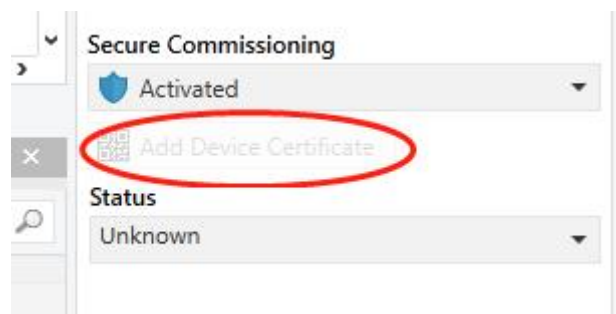 Secure Commissioning
Activated
Add Device Certificate
Status
Unknown